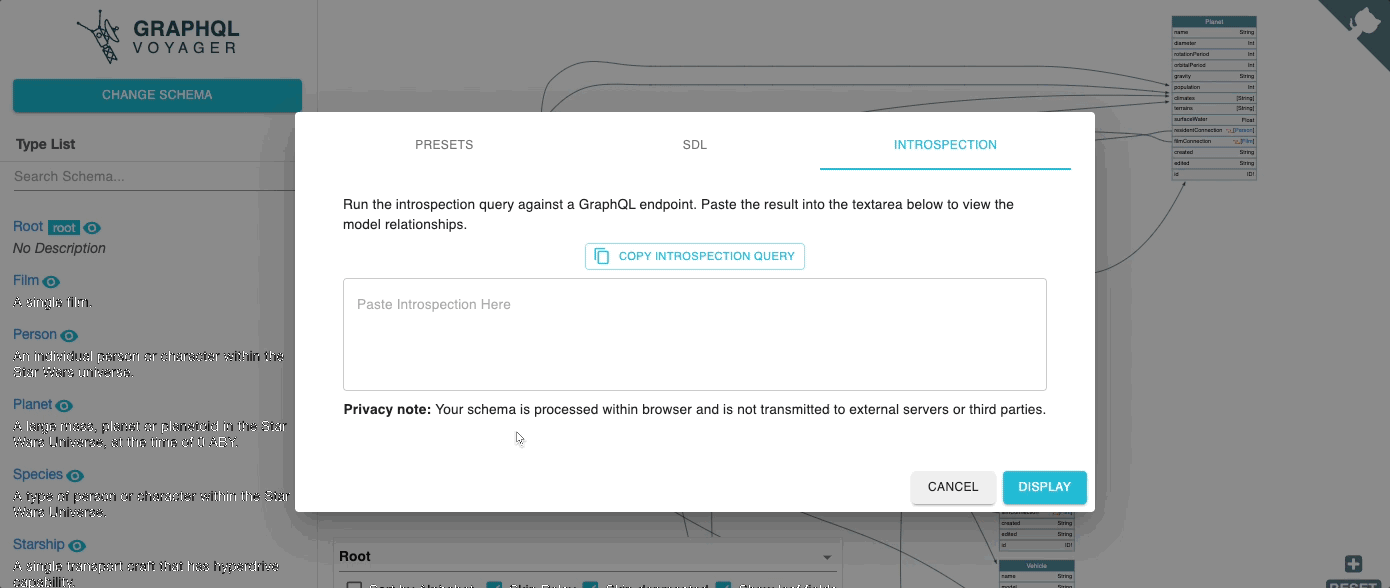 GRAPHQL
VOYAGER
CHANGE SCHEMA
Type List
Search Schema...
Root root
No Description
Film
A single film.
Person
An individual person or character within the
Star Wars universe.
Planet
A large mass, planet or planetoid in the Star
Wars Universe, at the time of 0 ABY.
Species
A type of person or character within the Star
Wars Universe.
Starship
A single transport craft that has hyperdrive
capability.
PRESETS
SDL
INTROSPECTION
Run the introspection query against a GraphQL endpoint. Paste the result into the textarea below to view the
model relationships.
COPY INTROSPECTION QUERY
Paste Introspection Here
Privacy note: Your schema is processed within browser and is not transmitted to external servers or third parties.
CANCEL
DISPLAY
Planet
name String
diameter Int
rotationPeriod Int
orbitalPeriod Int
gravity String
population Int
climates [String]
terrains [String]
surfaceWater Float
residentConnection [Person]
filmConnection [Film]
created String
edited String
id ID!
created String
edited String
id ID!
Vehicle
name String
Root
RESET